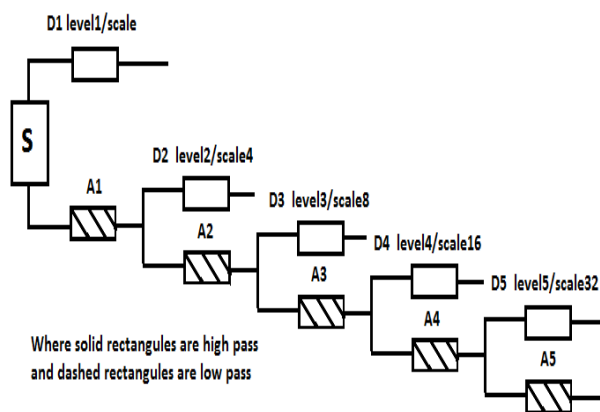 D1 level1/scale
S
A1
D2 level2/scale4
A2
D3 level3/scale8
A3
D4 level4/scale16
A4
D5 level5/scale32
A5
Where solid rectangules are high pass
and dashed rectangules are low pass